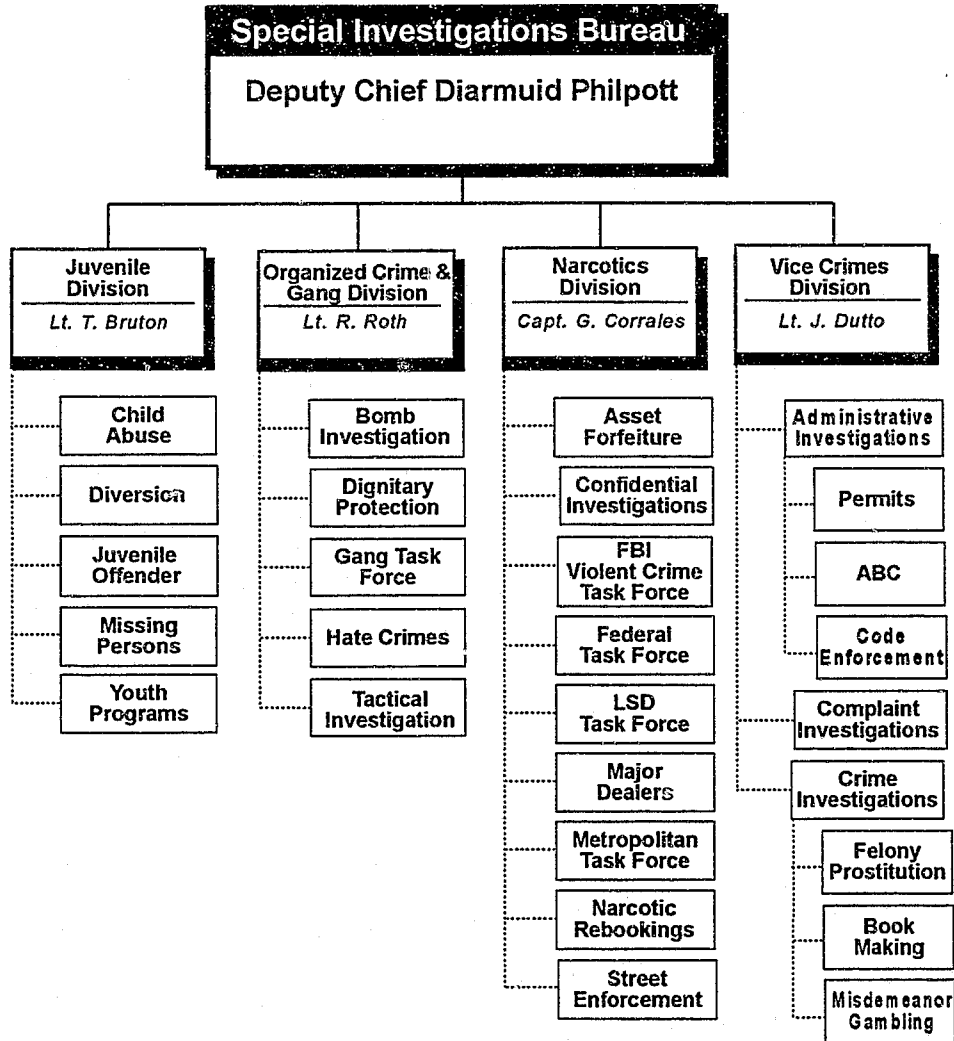 Special Investigations Bureau
Deputy Chief Diarmuid Philpott
Juvenile
Division
Lt. T. Bruton
Child
Abuse
Diversion
Juvenile
Offender
Missing
Persons
Youth
Programs
Organized Crime &
Gang Division
Lt. R. Roth
Bomb
Investigation
Dignitary
Protection
Gang Task
Force
Hate Crimes
Tactical
Investigation
Narcotics
Division
Capt. G. Corrales
Asset
Forfeiture
Confidential
Investigations
FBI
Violent Crime
Task Force
Federal
Task Force
LSD
Task Force
Major
Dealers
Metropolitan
Task Force
Narcotic
Rebookings
Street
Enforcement
Vice Crimes
Division
Lt. J. Dutto
Administrative
Investigations
Permits
ABC
Code
Enforcement
Complaint
Investigations
Crime
Investigations
Felony
Prostitution
Book
Making
Misdemeanor
Gambling